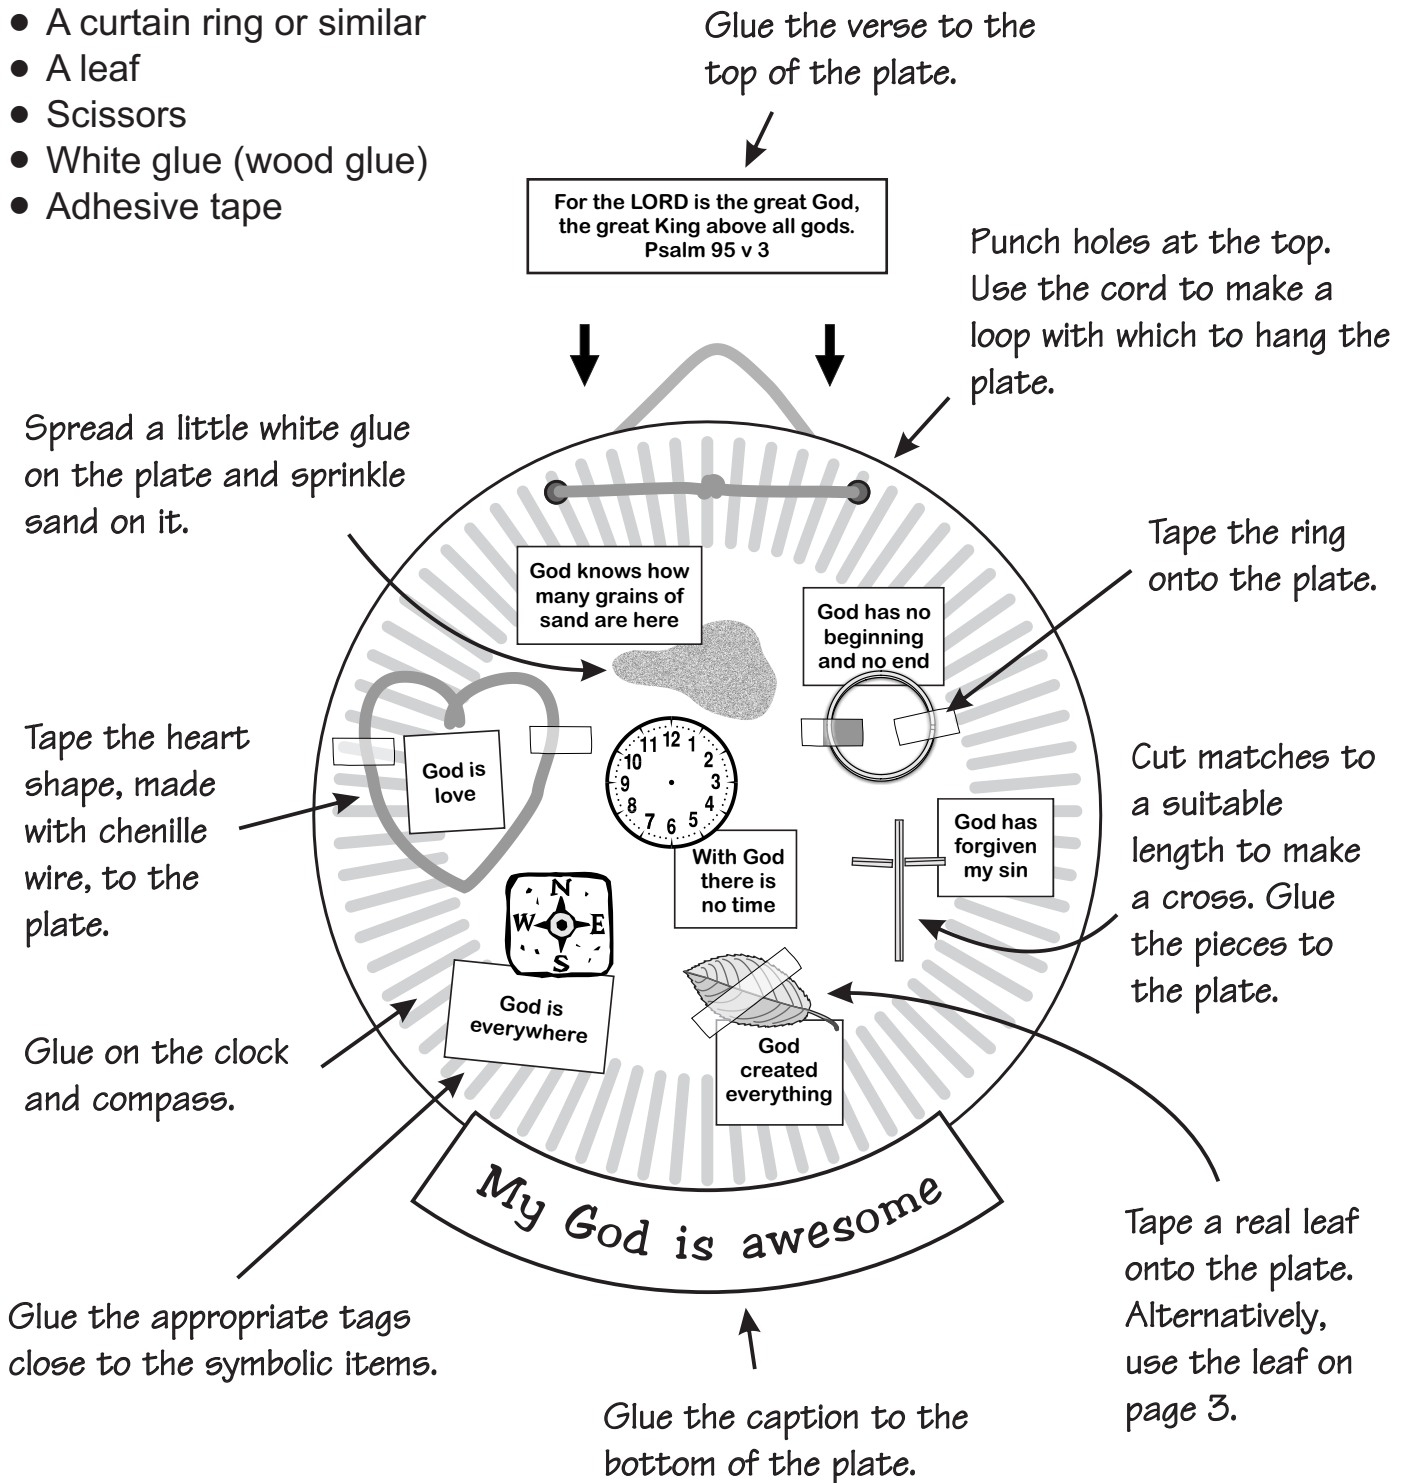 ● A curtain ring or similar
● A leaf
● Scissors
● White glue (wood glue)
● Adhesive tape
Glue the verse to the
top of the plate.
For the LORD is the great God,
the great King above all gods.
Psalm 95 v 3
Punch holes at the top.
Use the cord to make a
loop with which to hang the
plate.
Spread a little white glue
on the plate and sprinkle
sand on it.
Tape the ring
onto the plate.
God knows how
many grains of
sand are here
God has no
beginning
and no end
Tape the heart
shape, made
with chenille
wire, to the
plate.
God is
love
12
1
2
3
4
5
6
7
8
9
10
11
With God
there is
no time
God has
forgiven
my sin
Cut matches to
a suitable
length to make
a cross. Glue
the pieces to
the plate.
N
W E
S
God is
everywhere
God
created
everything
Glue on the clock
and compass.
My God is awesome
Glue the appropriate tags
close to the symbolic items.
Tape a real leaf
onto the plate.
Alternatively,
use the leaf on
page 3.
Glue the caption to the
bottom of the plate.